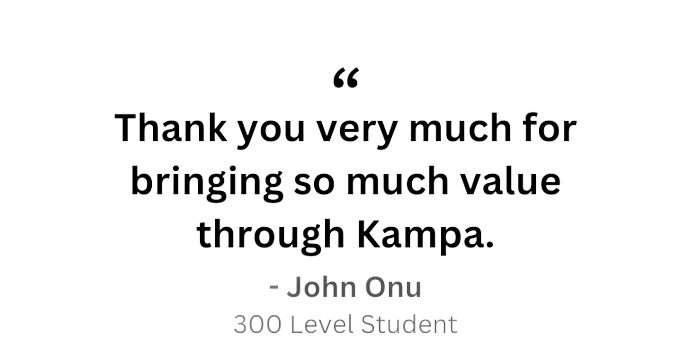 “
Thank you very much for
bringing so much value
through Kampa.
- John Onu
300 Level Student